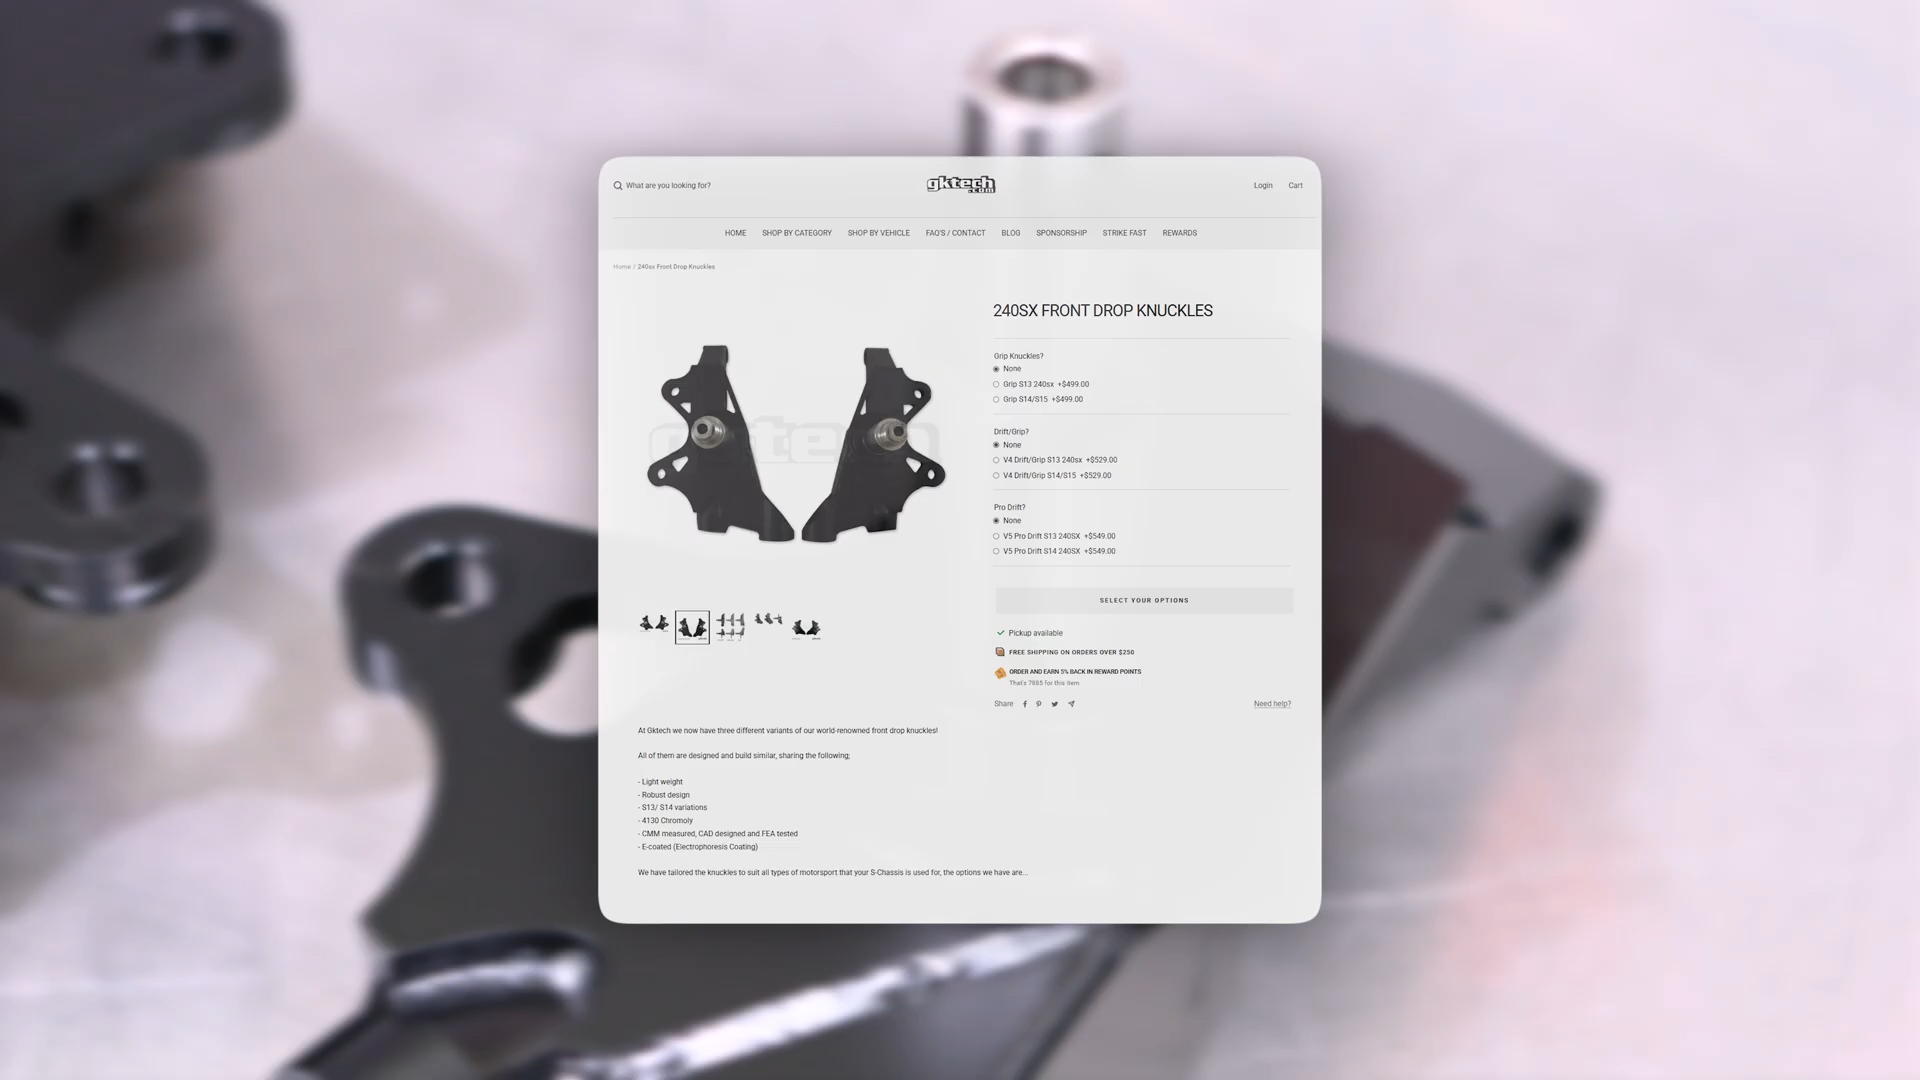 What are you looking for?
gktech
.com
Login
Cart
HOME
SHOP BY CATEGORY
SHOP BY VEHICLE
FAQ'S / CONTACT
BLOG
SPONSORSHIP
STRIKE FAST
REWARDS
Home / 240sx Front Drop Knuckles
gktech
240SX FRONT DROP KNUCKLES
Grip Knuckles?
None
Grip S13 240sx +$499.00
Grip S14/S15 +$499.00
Drift/Grip?
None
V4 Drift/Grip S13 240sx +$529.00
V4 Drift/Grip S14/S15 +$529.00
Pro Drift?
None
V5 Pro Drift S13 240SX +$549.00
V5 Pro Drift S14 240SX +$549.00
SELECT YOUR OPTIONS
Pickup available
FREE SHIPPING ON ORDERS OVER $250
ORDER AND EARN 5% BACK IN REWARD POINTS
That's 7885 for this item
Share
Need help?
At Gktech we now have three different variants of our world-renowned front drop knuckles!
All of them are designed and build similar, sharing the following;
- Light weight
- Robust design
- S13/ S14 variations
- 4130 Chromoly
- CMM measured, CAD designed and FEA tested
- E-coated (Electrophoresis Coating)
We have tailored the knuckles to suit all types of motorsport that your S-Chassis is used for, the options we have are...